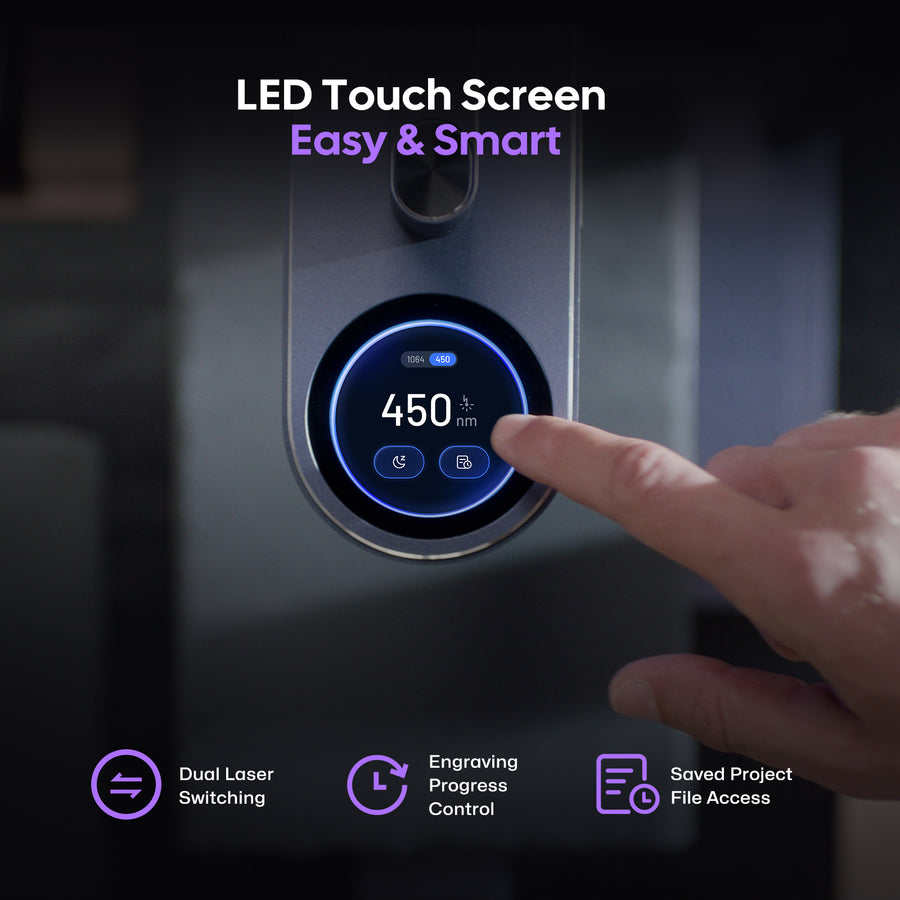 LED Touch Screen
Easy & Smart
1064 450
450 nm
Dual Laser
Switching
Engraving
Progress
Control
Saved Project
File Access